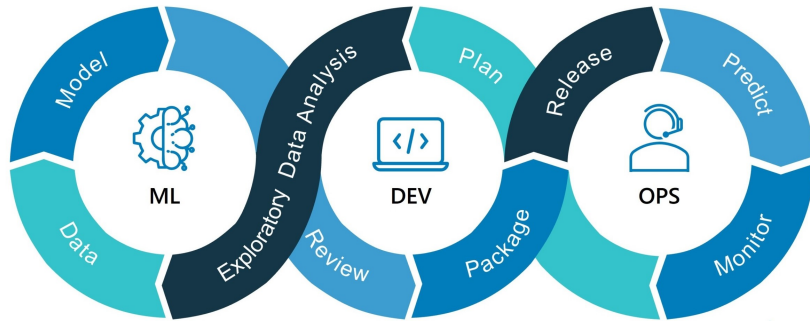 Model
Data
ML
Exploratory Data Analysis
Review
</>
DEV
Plan
Package
Release
OPS
Predict
Monitor